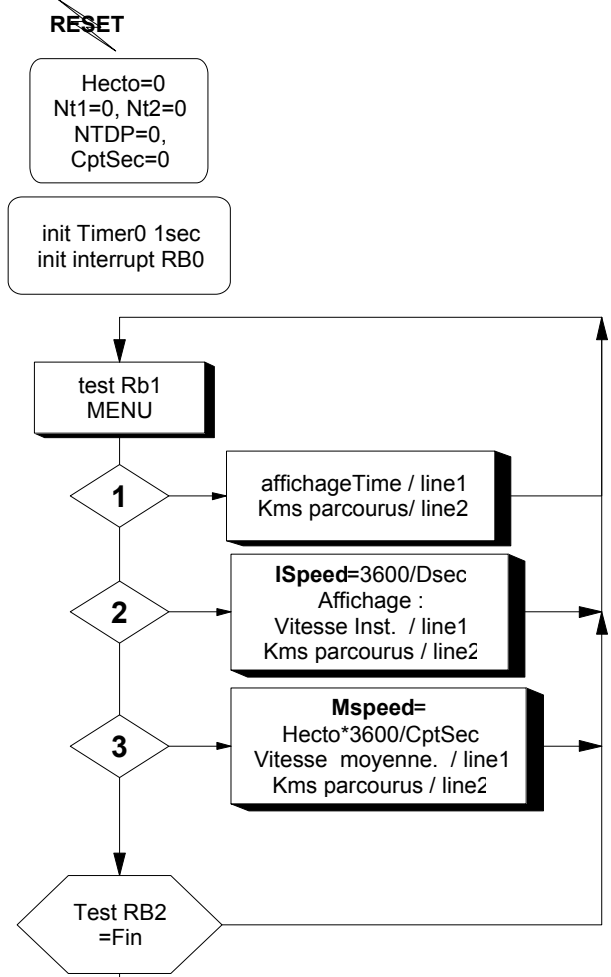 RESET
Hecto=0
Nt1=0, Nt2=0
NTDP=0,
CptSec=0
init Timer0 1sec
init interrupt RB0
test Rb1
MENU
1
affichageTime / line1
Kms parcourus/ line2
2
ISpeed=3600/Dsec
Affichage :
Vitesse Inst. / line1
Kms parcourus / line2
3
Mspeed=
Hecto*3600/CptSec
Vitesse moyenne. / line1
Kms parcourus / line2
Test RB2
=Fin